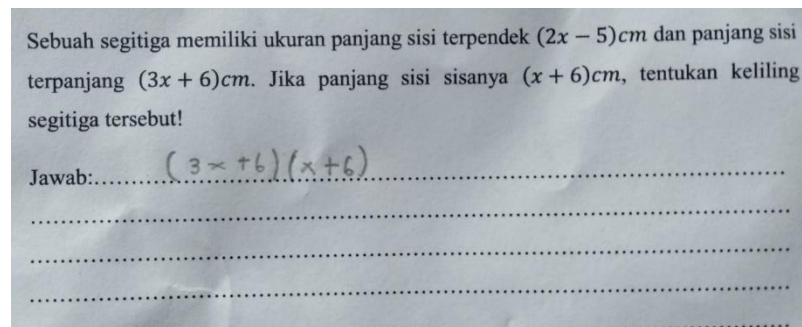 Sebuah segitiga memiliki ukuran panjang sisi terpendek (2x − 5)cm dan panjang sisi
terpanjang (3x + 6)cm. Jika panjang sisi sisanya (x + 6)cm, tentukan keliling
segitiga tersebut!
Jawab:..........(3x+6)(x+6)..........